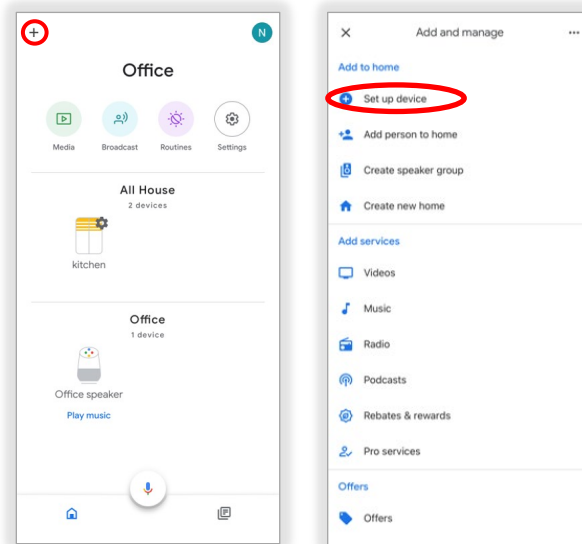 +
N
Office
Media Broadcast Routines Settings
All House
2 devices
kitchen
Office
1 device
Office speaker
Play music
Add and manage
Add to home
Set up device
Add person to home
Create speaker group
Create new home
Add services
Videos
Music
Radio
Podcasts
Rebates & rewards
Pro services
Offers
Offers